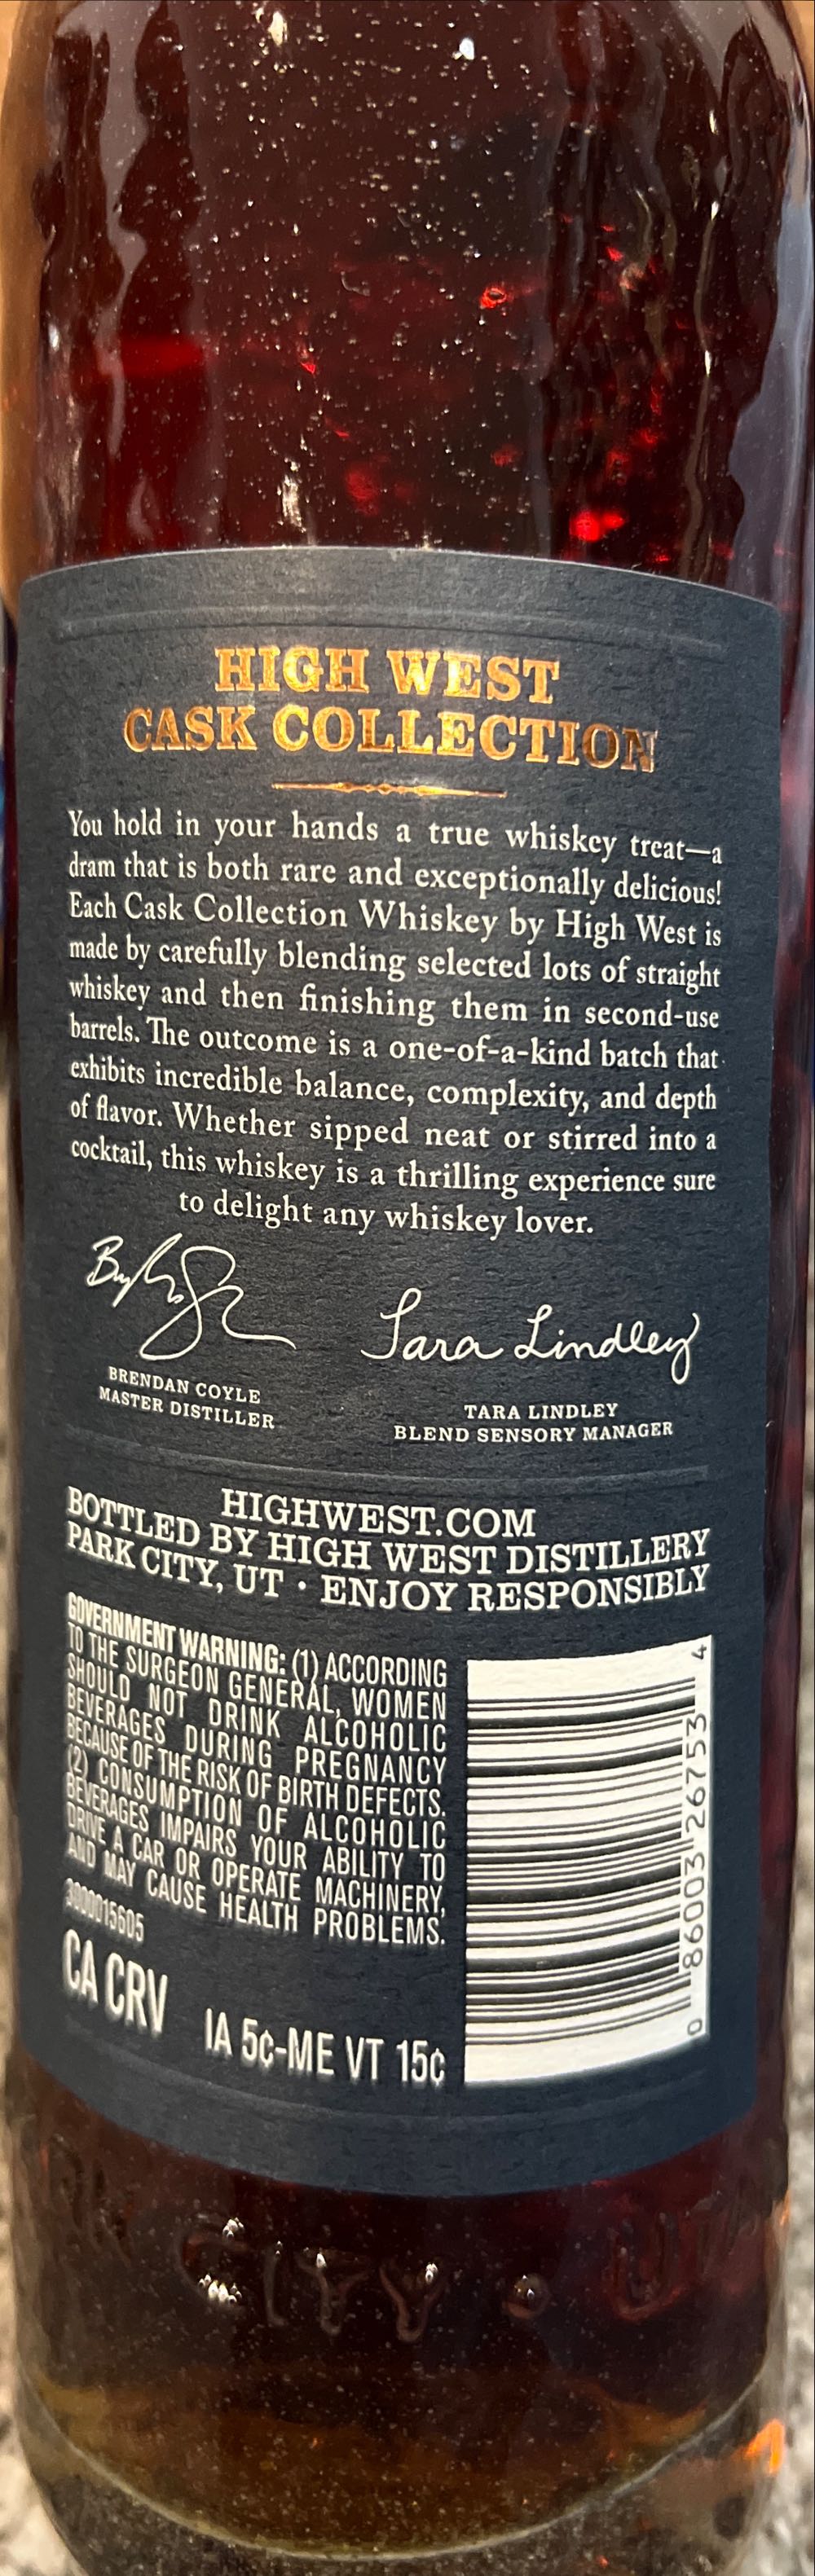 HIGH WEST
CASK COLLECTION
You hold in your hands a true whiskey treat—a
dram that is both rare and exceptionally delicious!
Each Cask Collection Whiskey by High West is
made by carefully blending selected lots of straight
whiskey and then finishing them in second-use
barrels. The outcome is a one-of-a-kind batch that
exhibits incredible balance, complexity, and depth
of flavor. Whether sipped neat or stirred into a
cocktail, this whiskey is a thrilling experience sure
to delight any whiskey lover.
Tara Lindley
BRENDAN COYLE
MASTER DISTILLER
TARA LINDLEY
BLEND SENSORY MANAGER
HIGHWEST.COM
BOTTLED BY HIGH WEST DISTILLERY
PARK CITY, UT • ENJOY RESPONSIBLY
GOVERNMENT WARNING: (1) ACCORDING
TO THE SURGEON GENERAL, WOMEN
SHOULD NOT DRINK ALCOHOLIC
BEVERAGES DURING PREGNANCY
BECAUSE OF THE RISK OF BIRTH DEFECTS.
(2) CONSUMPTION OF ALCOHOLIC
BEVERAGES IMPAIRS YOUR ABILITY TO
DRIVE A CAR OR OPERATE MACHINERY,
AND MAY CAUSE HEALTH PROBLEMS.
3000015605
CA CRV
IA 5¢-ME VT 15¢
0 86003 26753 4
CITY • U